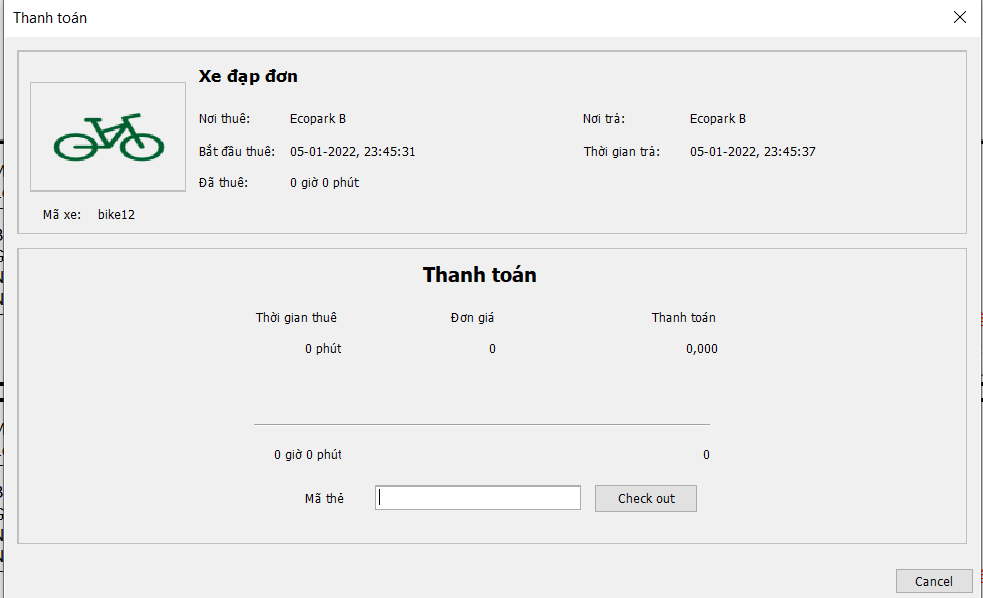 Thanh toán
Xe đạp đơn
Nơi thuê: Ecopark B Nơi trả: Ecopark B
Bắt đầu thuê: 05-01-2022, 23:45:31 Thời gian trả: 05-01-2022, 23:45:37
Đã thuê: 0 giờ 0 phút
Mã xe: bike12
Thanh toán
Thời gian thuê Đơn giá Thanh toán
0 phút 0 0,000
0 giờ 0 phút 0
Mã thẻ Check out
Cancel